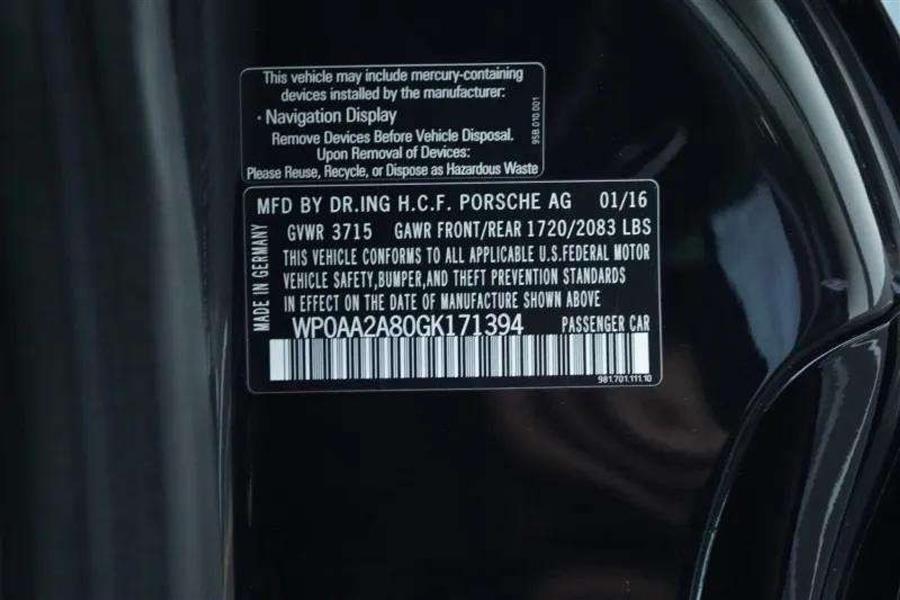 This vehicle may include mercury-containing
devices installed by the manufacturer:
· Navigation Display
Remove Devices Before Vehicle Disposal.
Upon Removal of Devices:
Please Reuse, Recycle, or Dispose as Hazardous Waste
95B.010.001
MFD BY DR.ING H.C.F. PORSCHE AG 01/16
GVWR 3715 GAWR FRONT/REAR 1720/2083 LBS
THIS VEHICLE CONFORMS TO ALL APPLICABLE U.S.FEDERAL MOTOR
VEHICLE SAFETY,BUMPER,AND THEFT PREVENTION STANDARDS
IN EFFECT ON THE DATE OF MANUFACTURE SHOWN ABOVE
MADE IN GERMANY
WP0AA2A80GK171394 PASSENGER CAR
981.701.111.10